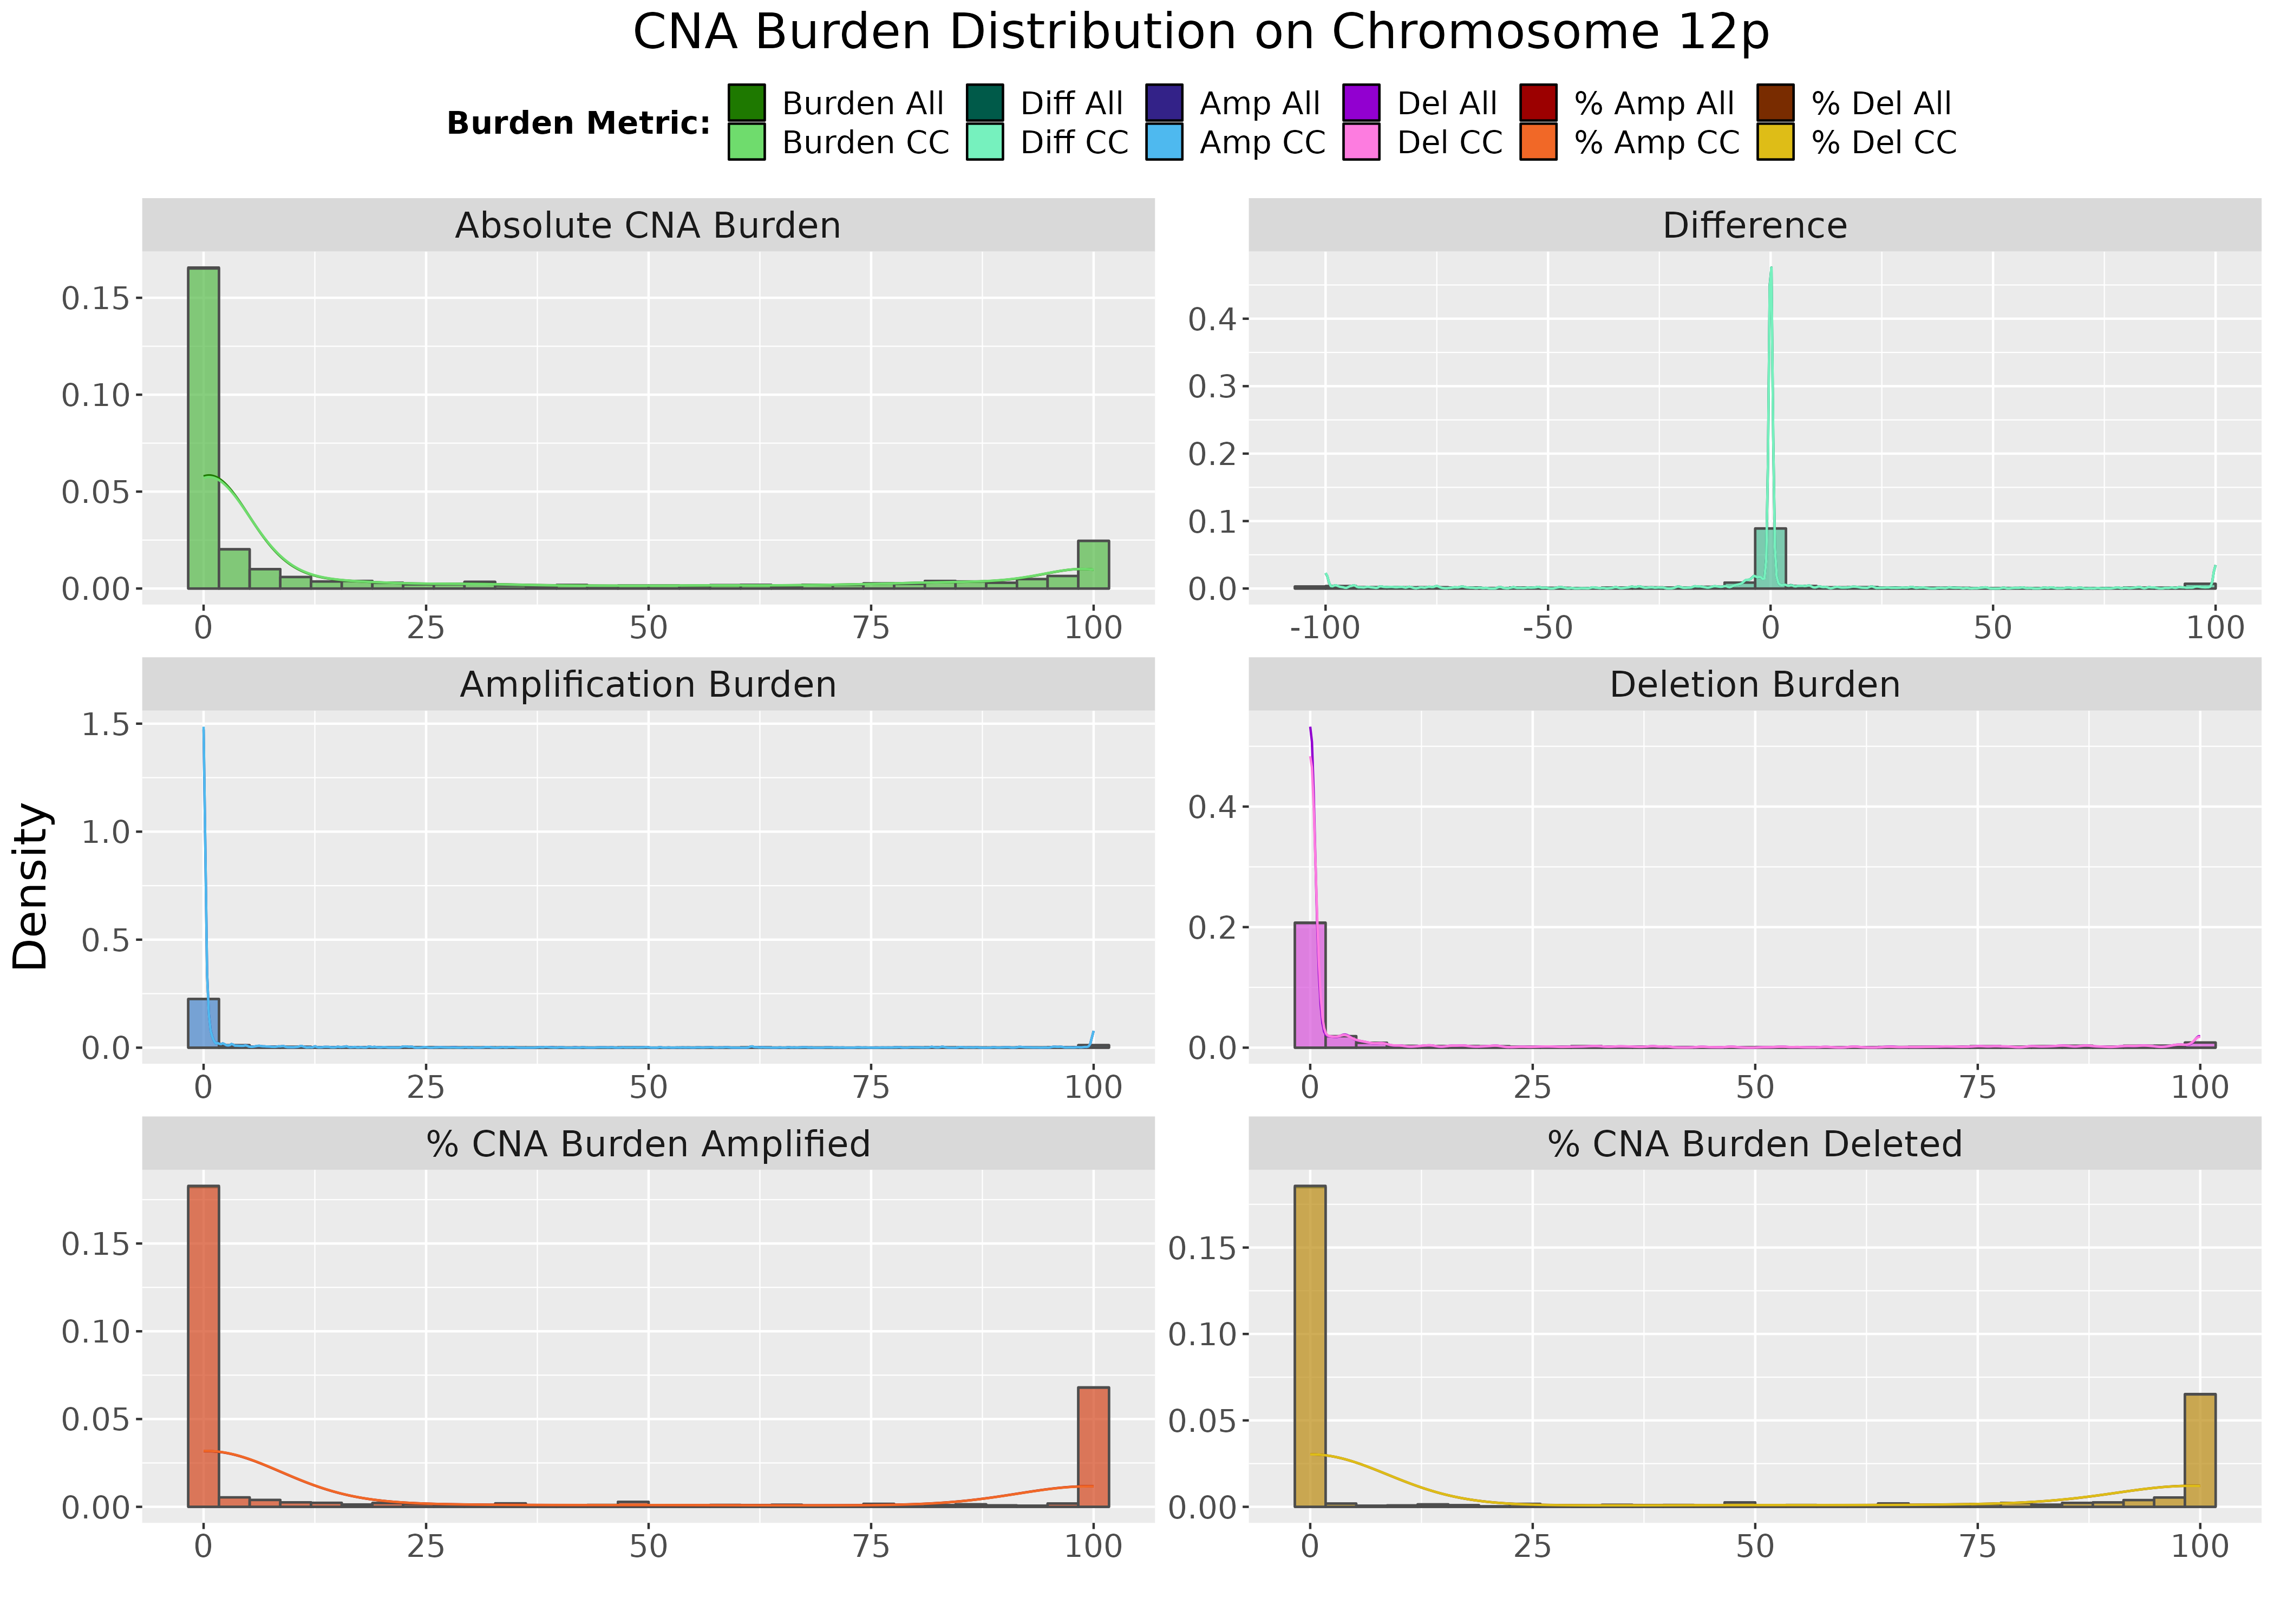 CNA Burden Distribution on Chromosome 12p
Burden Metric:
Burden All Diff All Amp All Del All % Amp All % Del All
Burden CC Diff CC Amp CC Del CC % Amp CC % Del CC
Absolute CNA Burden
0.15
0.10
0.05
0.00
0 25 50 75 100
Difference
0.4
0.3
0.2
0.1
0.0
-100 -50 0 50 100
Density
Amplification Burden
1.5
1.0
0.5
0.0
0 25 50 75 100
Deletion Burden
0.4
0.2
0.0
0 25 50 75 100
% CNA Burden Amplified
0.15
0.10
0.05
0.00
0 25 50 75 100
% CNA Burden Deleted
0.15
0.10
0.05
0.00
0 25 50 75 100